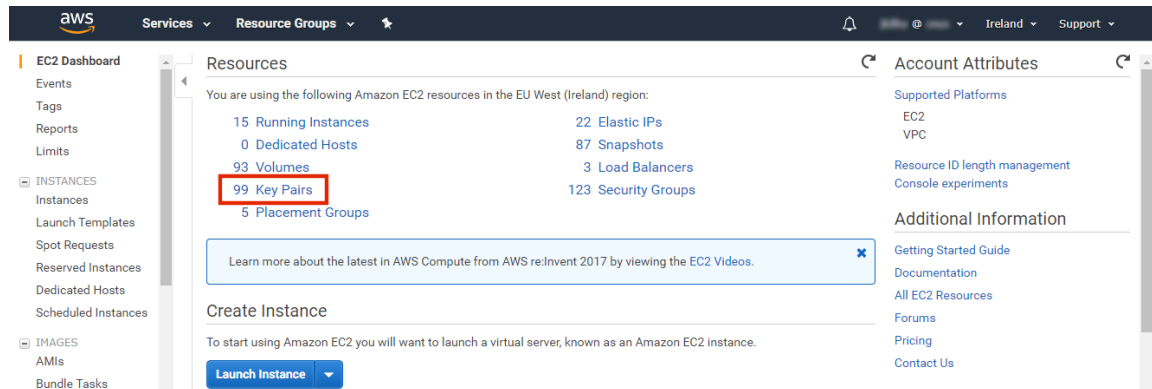 aws Services Resource Groups @ Ireland Support
EC2 Dashboard
Events
Tags
Reports
Limits
INSTANCES
Instances
Launch Templates
Spot Requests
Reserved Instances
Dedicated Hosts
Scheduled Instances
IMAGES
AMIs
Bundle Tasks
Resources
You are using the following Amazon EC2 resources in the EU West (Ireland) region:
15 Running Instances
0 Dedicated Hosts
93 Volumes
99 Key Pairs
5 Placement Groups
22 Elastic IPs
87 Snapshots
3 Load Balancers
123 Security Groups
Learn more about the latest in AWS Compute from AWS re:Invent 2017 by viewing the EC2 Videos.
Create Instance
To start using Amazon EC2 you will want to launch a virtual server, known as an Amazon EC2 instance.
Launch Instance
Account Attributes
Supported Platforms
EC2
VPC
Resource ID length management
Console experiments
Additional Information
Getting Started Guide
Documentation
All EC2 Resources
Forums
Pricing
Contact Us